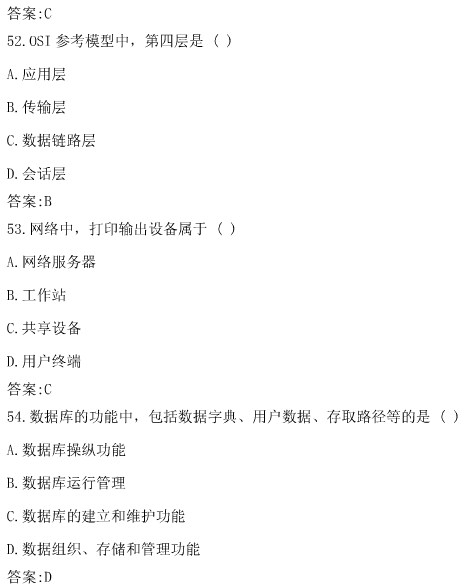 答案:C
52.OSI 参考模型中，第四层是（ ）
A.应用层
B.传输层
C.数据链路层
D.会话层
答案:B
53.网络中，打印输出设备属于（ ）
A.网络服务器
B.工作站
C.共享设备
D.用户终端
答案:C
54.数据库的功能中，包括数据字典、用户数据、存取路径等的是（ ）
A.数据库操纵功能
B.数据库运行管理
C.数据库的建立和维护功能
D.数据组织、存储和管理功能
答案:D